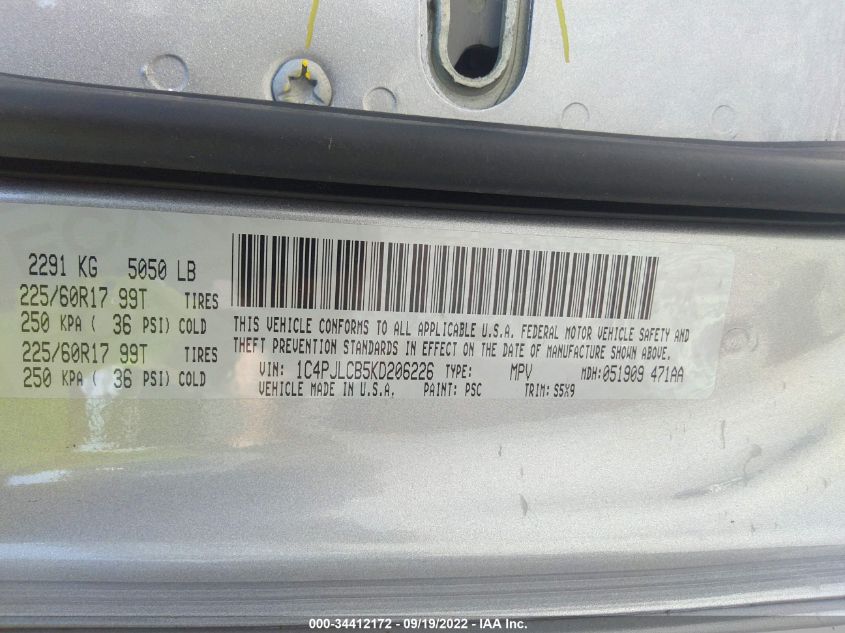 2291 KG 5050 LB
225/60R17 99T TIRES
250 KPA ( 36 PSI) COLD
225/60R17 99T TIRES
250 KPA ( 36 PSI) COLD
THIS VEHICLE CONFORMS TO ALL APPLICABLE U.S.A. FEDERAL MOTOR VEHICLE SAFETY AND
THEFT PREVENTION STANDARDS IN EFFECT ON THE DATE OF MANUFACTURE SHOWN ABOVE.
VIN: 1C4PJLCB5KD206226 TYPE: MPV MDH: 051909 471AA
VEHICLE MADE IN U.S.A. PAINT: PSC TRIM: S5X9
000-34412172 - 09/19/2022 - IAA Inc.